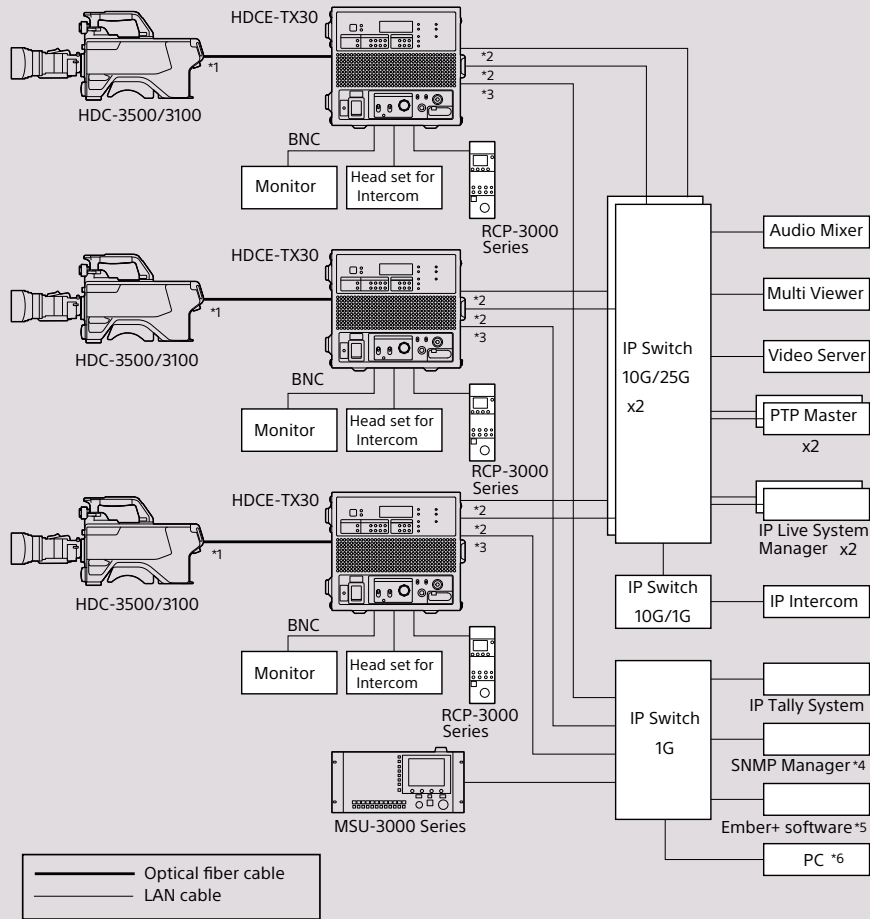 HDCE-TX30
*1
*2
*2
*3
HDC-3500/3100
BNC
Monitor
Head set for
Intercom
RCP-3000
Series
HDCE-TX30
*1
*2
*2
*3
HDC-3500/3100
BNC
Monitor
Head set for
Intercom
RCP-3000
Series
HDCE-TX30
*1
*2
*2
*3
HDC-3500/3100
BNC
Monitor
Head set for
Intercom
RCP-3000
Series
MSU-3000 Series
IP Switch
10G/25G
x2
Audio Mixer
Multi Viewer
Video Server
PTP Master
x2
IP Live System
Manager x2
IP Switch
10G/1G
IP Intercom
IP Switch
1G
IP Tally System
SNMP Manager *4
Ember+ software *5
PC *6
Optical fiber cable
LAN cable